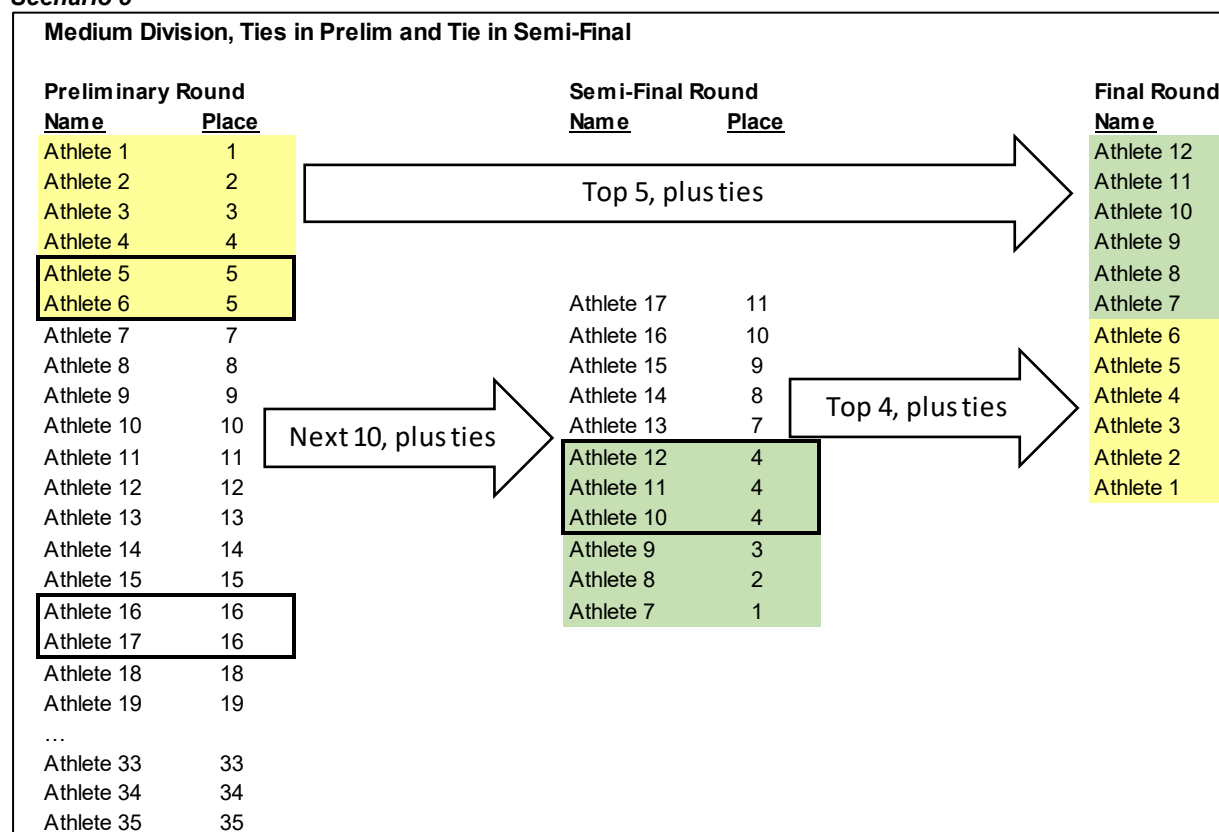 Medium Division, Ties in Prelim and Tie in Semi-Final
Preliminary Round Semi-Final Round Final Round
Name Place Name Place Name
Athlete 1 1 Athlete 12
Athlete 2 2 Top 5, plus ties Athlete 11
Athlete 3 3 Athlete 10
Athlete 4 4 Athlete 9
Athlete 5 5 Athlete 8
Athlete 6 5 Athlete 17 11 Athlete 7
Athlete 7 7 Athlete 16 10 Athlete 6
Athlete 8 8 Athlete 15 9 Athlete 5
Athlete 9 9 Athlete 14 8 Top 4, plus ties Athlete 4
Athlete 10 10 Next 10, plus ties Athlete 13 7 Athlete 3
Athlete 11 11 Athlete 12 4 Athlete 2
Athlete 12 12 Athlete 11 4 Athlete 1
Athlete 13 13 Athlete 10 4
Athlete 14 14 Athlete 9 3
Athlete 15 15 Athlete 8 2
Athlete 16 16 Athlete 7 1
Athlete 17 16
Athlete 18 18
Athlete 19 19
…
Athlete 33 33
Athlete 34 34
Athlete 35 35